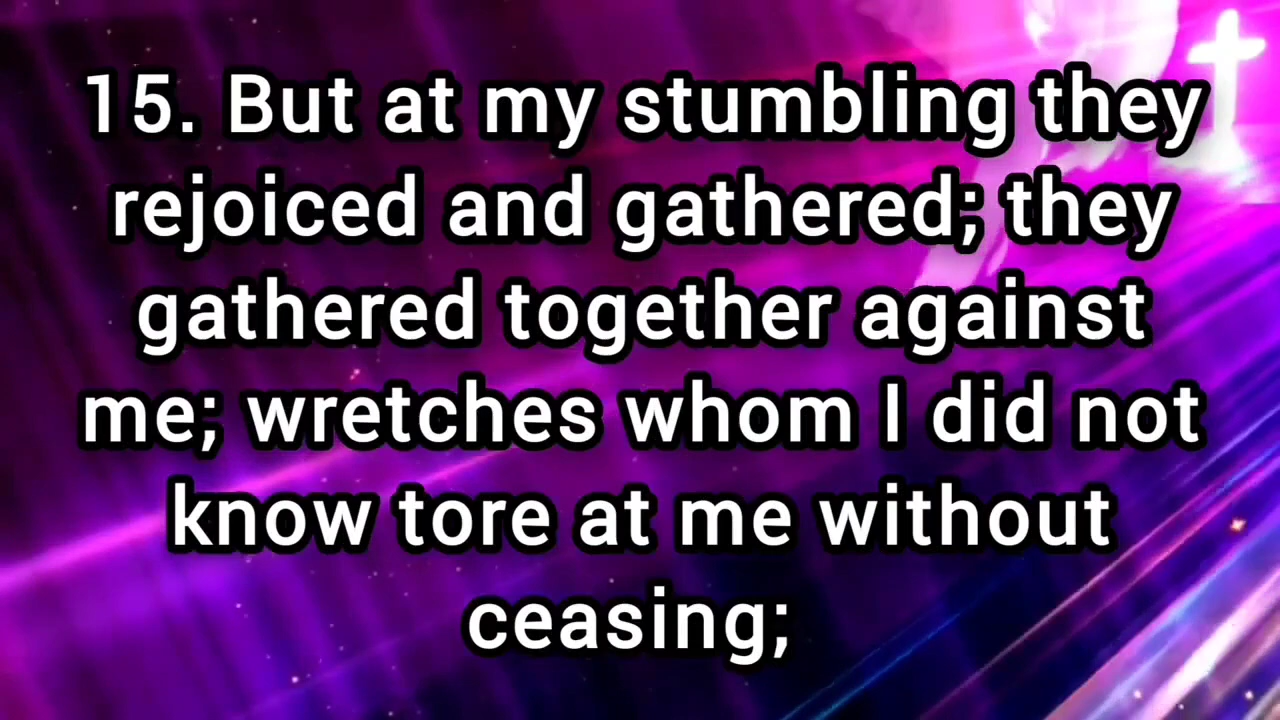 15. But at my stumbling they
rejoiced and gathered; they
gathered together against
me; wretches whom I did not
know tore at me without
ceasing;